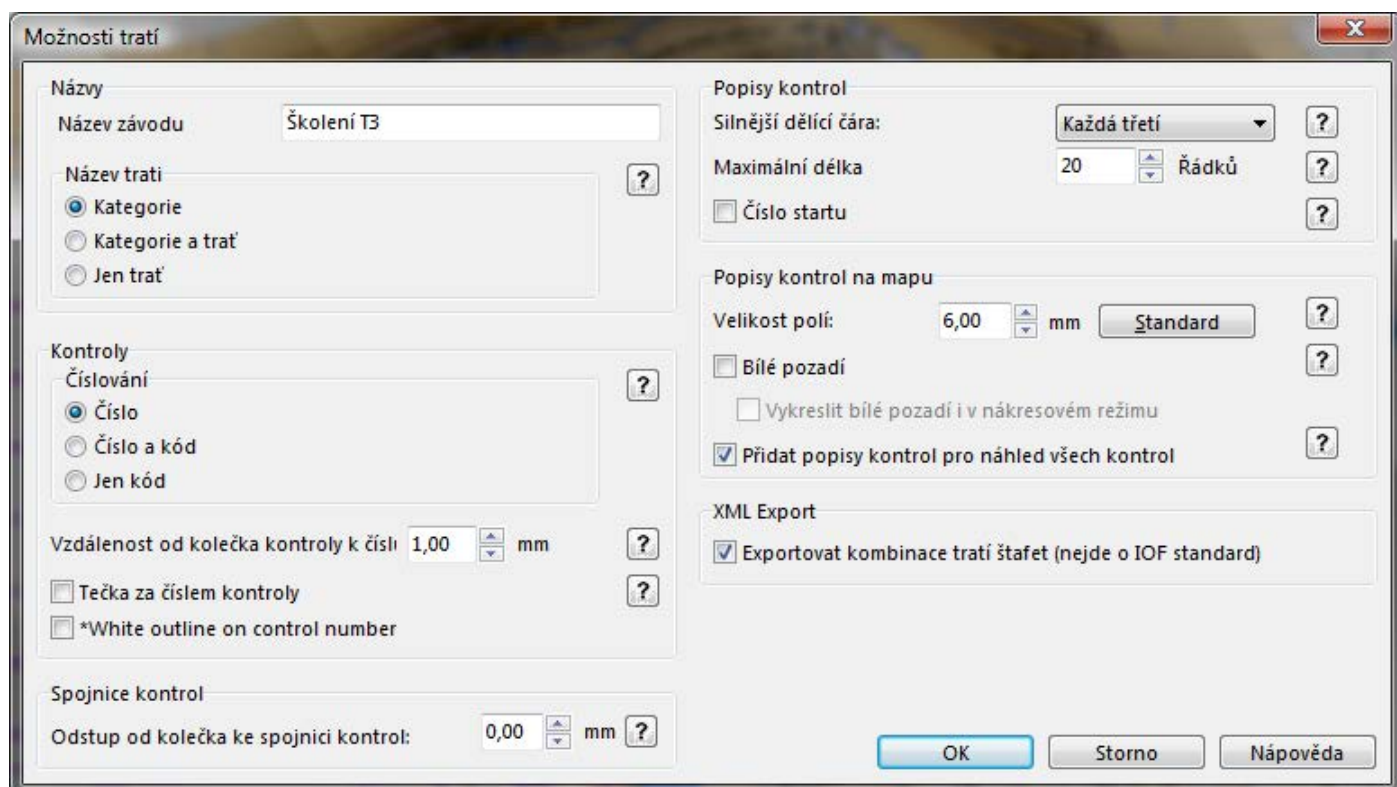 Možnosti tratí
Názvy
Název závodu Školení T3
Název trati
?
Kategorie
Kategorie a trať
Jen trať
Kontroly
Číslování
?
Číslo
Číslo a kód
Jen kód
Vzdálenost od kolečka kontroly k čísl 1,00 mm ?
Tečka za číslem kontroly ?
*White outline on control number
Spojnice kontrol
Odstup od kolečka ke spojnici kontrol: 0,00 mm ?
Popisy kontrol
Silnější dělící čára: Každá třetí ?
Maximální délka 20 Řádků ?
Číslo startu ?
Popisy kontrol na mapu
Velikost polí: 6,00 mm Standard ?
Bílé pozadí ?
Vykreslit bílé pozadí i v nákresovém režimu
Přidat popisy kontrol pro náhled všech kontrol ?
XML Export
Exportovat kombinace tratí štafet (nejde o IOF standard)
OK Storno Nápověda